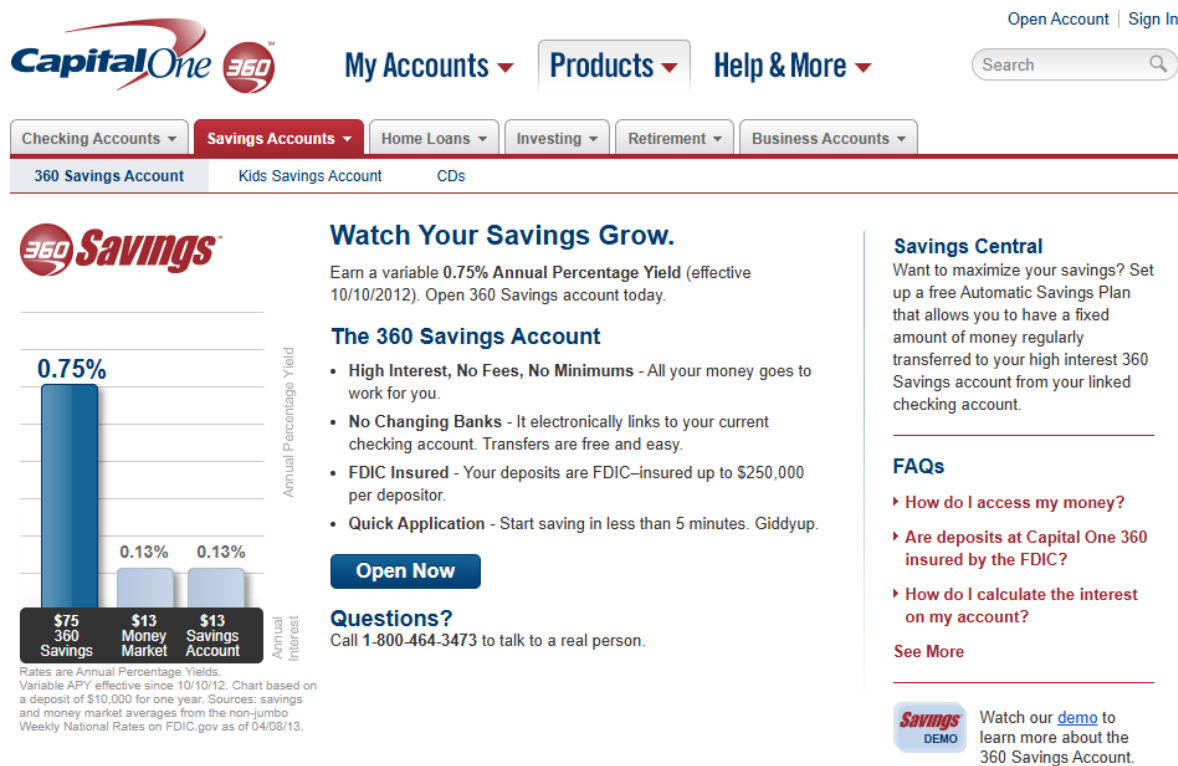 Open Account Sign In
CapitalOne 360 SM
My Accounts Products Help & More
Search
Checking Accounts Savings Accounts Home Loans Investing Retirement Business Accounts
360 Savings Account Kids Savings Account CDs
360 Savings™
0.75%
0.13% 0.13%
Annual Percentage Yield
$75 $13 $13
360 Money Savings
Savings Market Account
Annual
Interest
Rates are Annual Percentage Yields.
Variable APY effective since 10/10/12. Chart based on
a deposit of $10,000 for one year. Sources: savings
and money market averages from the non-jumbo
Weekly National Rates on FDIC.gov as of 04/08/13.
Watch Your Savings Grow.
Earn a variable 0.75% Annual Percentage Yield (effective
10/10/2012). Open 360 Savings account today.
The 360 Savings Account
• High Interest, No Fees, No Minimums - All your money goes to
work for you.
• No Changing Banks - It electronically links to your current
checking account. Transfers are free and easy.
• FDIC Insured - Your deposits are FDIC–insured up to $250,000
per depositor.
• Quick Application - Start saving in less than 5 minutes. Giddyup.
Open Now
Questions?
Call 1-800-464-3473 to talk to a real person.
Savings Central
Want to maximize your savings? Set
up a free Automatic Savings Plan
that allows you to have a fixed
amount of money regularly
transferred to your high interest 360
Savings account from your linked
checking account.
FAQs
How do I access my money?
Are deposits at Capital One 360
insured by the FDIC?
How do I calculate the interest
on my account?
See More
Savings
DEMO
Watch our demo to
learn more about the
360 Savings Account.